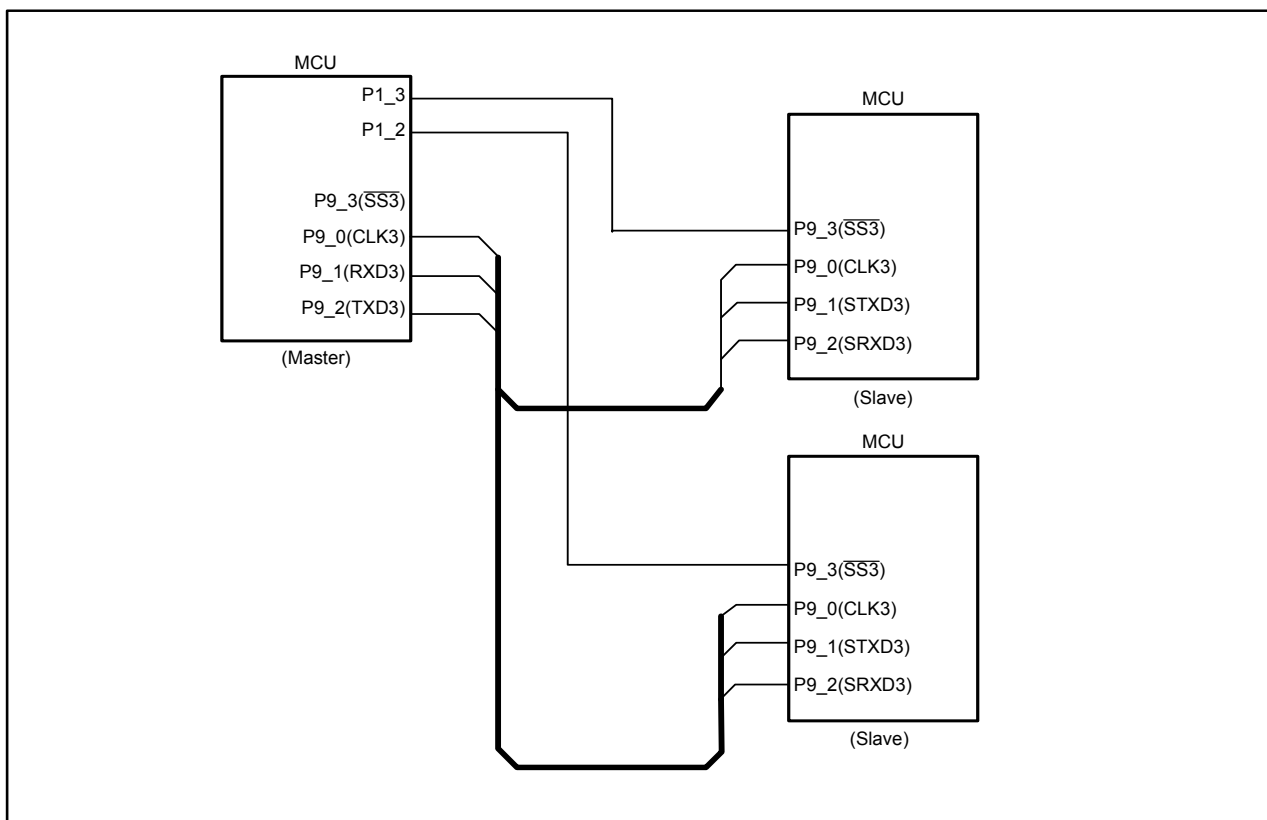 MCU
P1_3
P1_2
P9_3(SS3)
P9_0(CLK3)
P9_1(RXD3)
P9_2(TXD3)
(Master)
MCU
P9_3(SS3)
P9_0(CLK3)
P9_1(STXD3)
P9_2(SRXD3)
(Slave)
MCU
P9_3(SS3)
P9_0(CLK3)
P9_1(STXD3)
P9_2(SRXD3)
(Slave)